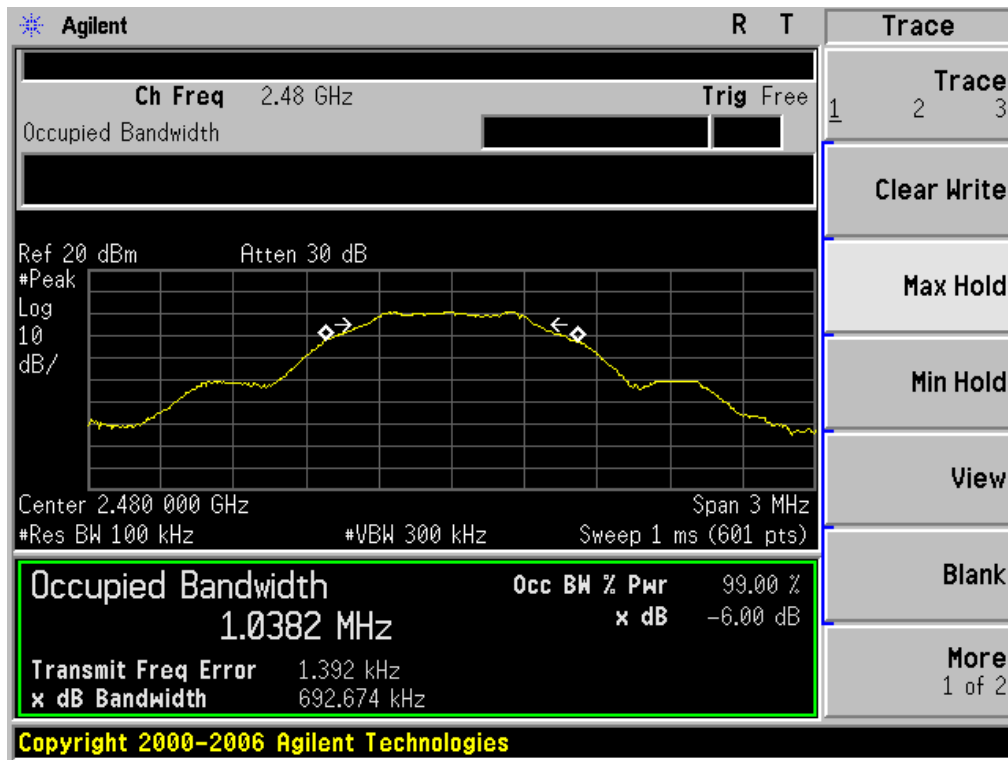 Agilent R T
Ch Freq 2.48 GHz Trig Free
Occupied Bandwidth
Ref 20 dBm Atten 30 dB
#Peak
Log
10
dB/
Center 2.480 000 GHz Span 3 MHz
#Res BW 100 kHz #VBW 300 kHz Sweep 1 ms (601 pts)
Occupied Bandwidth Occ BW % Pwr 99.00 %
1.0382 MHz x dB -6.00 dB
Transmit Freq Error 1.392 kHz
x dB Bandwidth 692.674 kHz
Copyright 2000-2006 Agilent Technologies
Trace
Trace
1 2 3
Clear Write
Max Hold
Min Hold
View
Blank
More
1 of 2